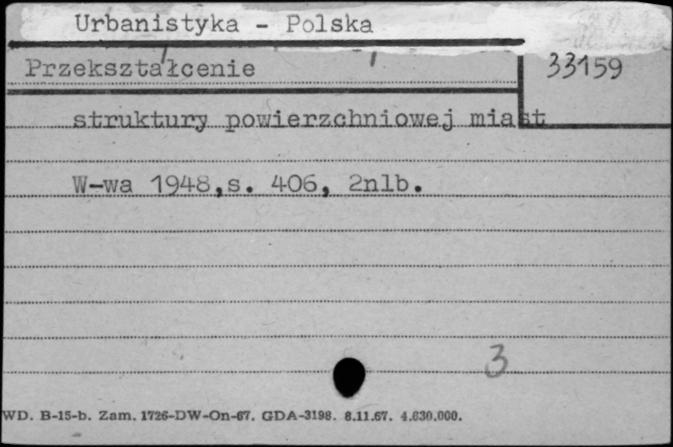 Urbanistyka - Polska
Przekształcenie
33159
struktury powierzchniowej miast
W-wa 1948,s. 406, 2nlb.
3
WD. B-15-b. Zam. 1726-DW-On-67. GDA-3198. 8.11.67. 4.630.000.